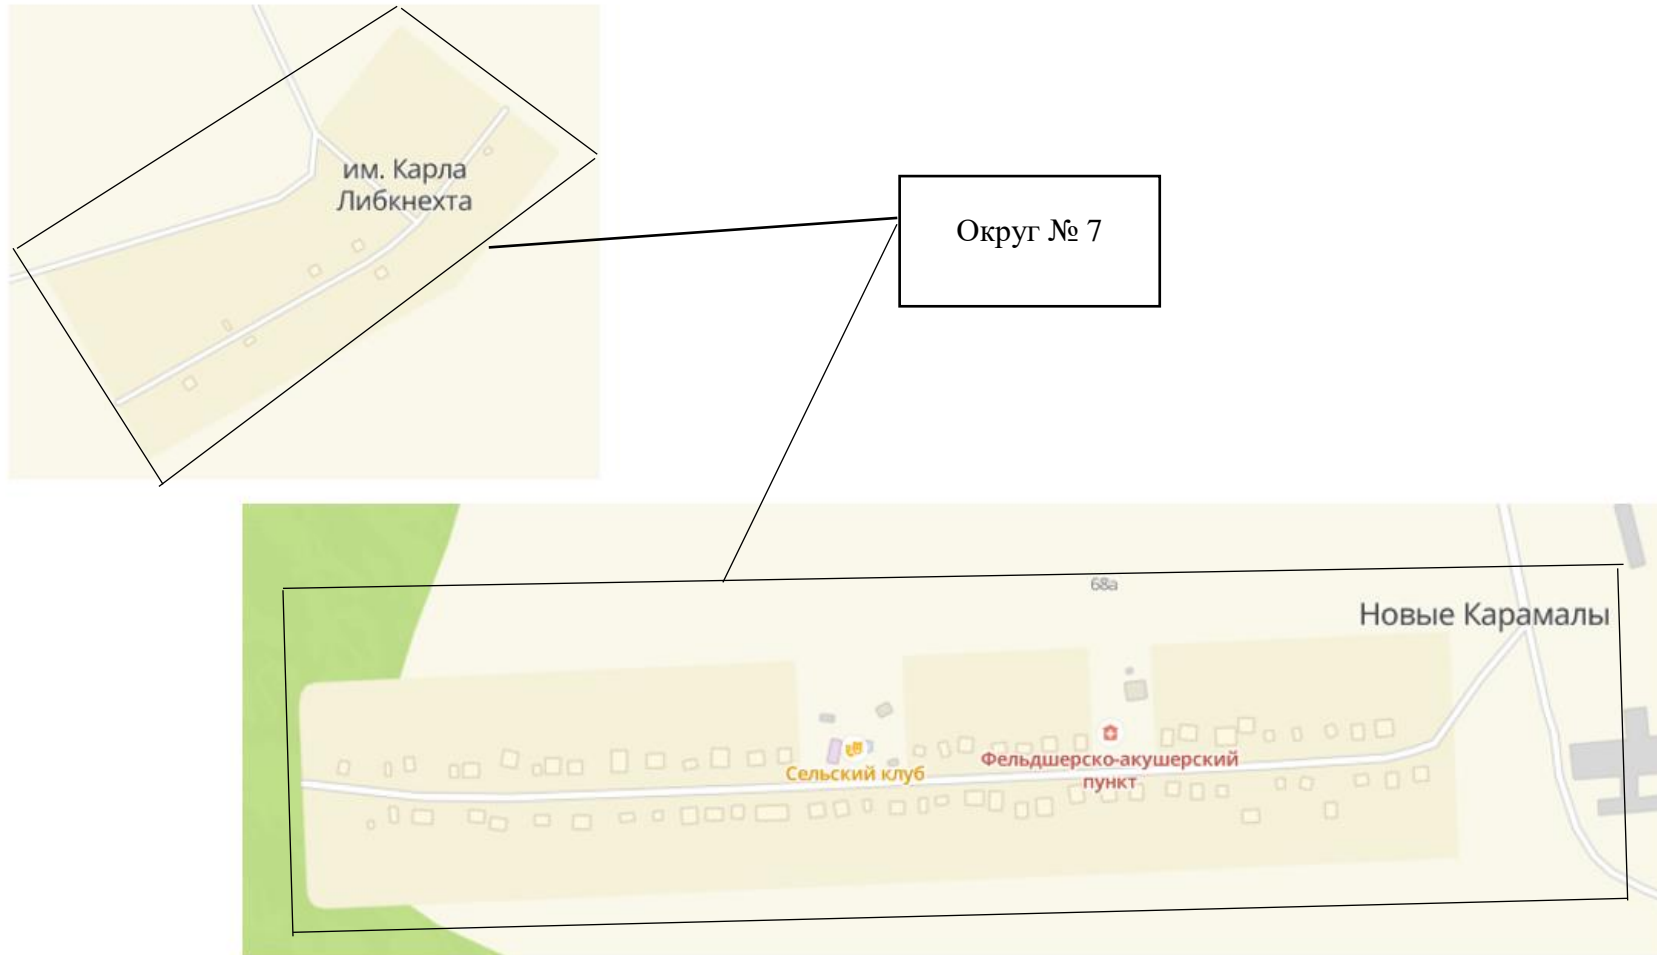 им. Карла
Либкнехта
Округ № 7
68а
Новые Карамалы
Сельский клуб
Фельдшерско-акушерский
пункт